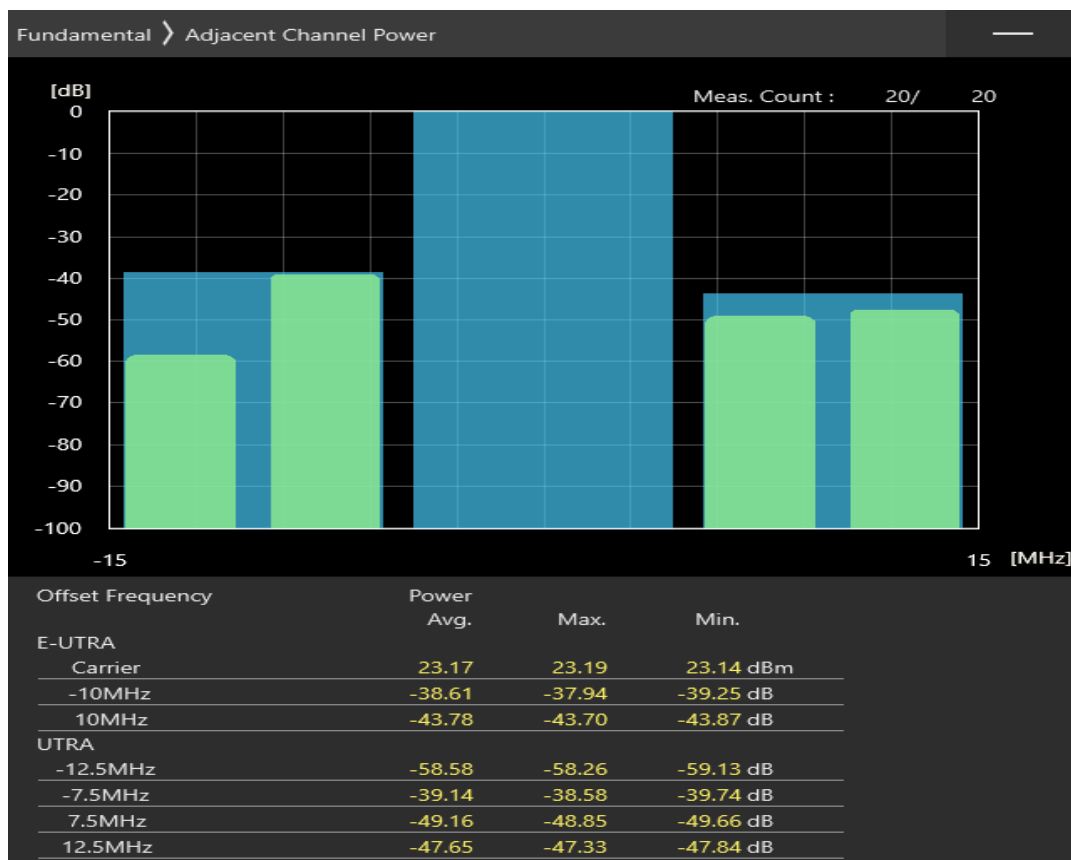 Fundamental ❯ Adjacent Channel Power
[dB]
Meas. Count : 20/ 20
0
-10
-20
-30
-40
-50
-60
-70
-80
-90
-100
-15 15 [MHz]
Offset Frequency Power
Avg. Max. Min.
E-UTRA
Carrier 23.17 23.19 23.14 dBm
-10MHz -38.61 -37.94 -39.25 dB
10MHz -43.78 -43.70 -43.87 dB
UTRA
-12.5MHz -58.58 -58.26 -59.13 dB
-7.5MHz -39.14 -38.58 -39.74 dB
7.5MHz -49.16 -48.85 -49.66 dB
12.5MHz -47.65 -47.33 -47.84 dB